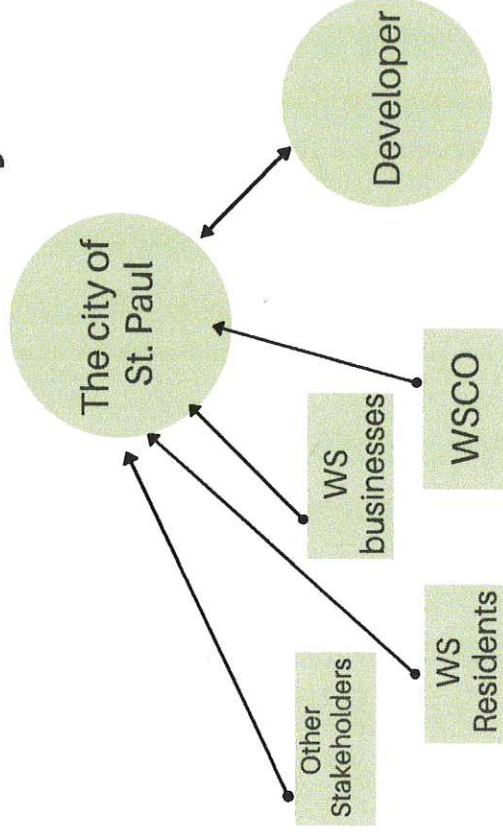 The city of
St. Paul
Developer
Other
Stakeholders
WS
businesses
WS
Residents
WSCO